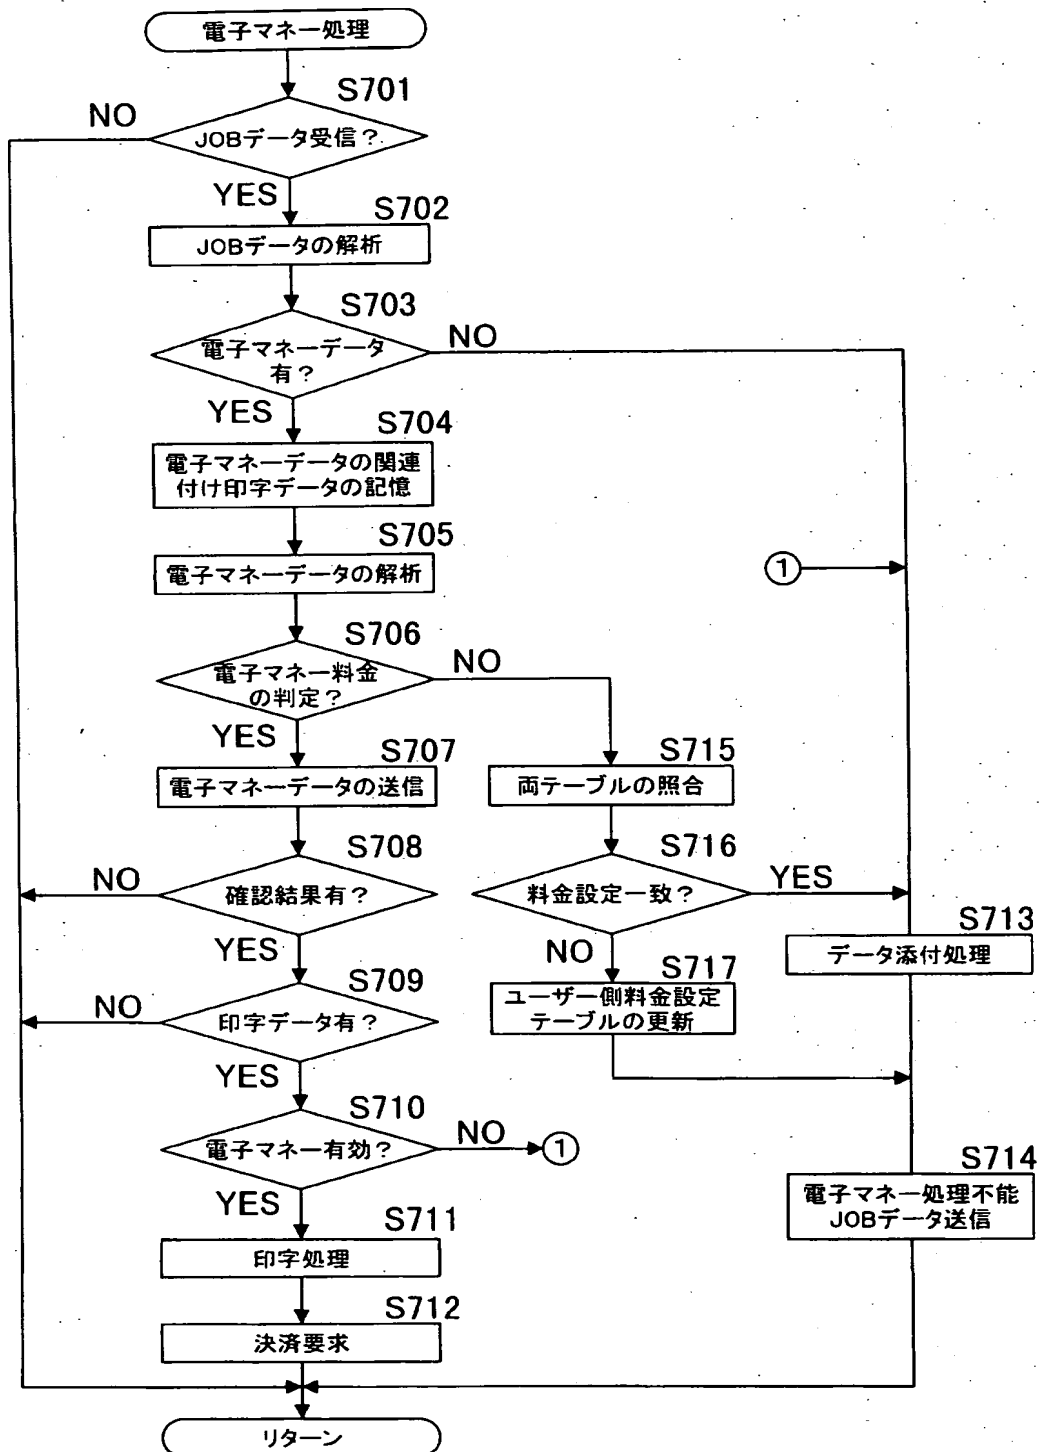 電子マネー処理
S701
NO
JOBデータ受信?
YES
S702
JOBデータの解析
S703
NO
電子マネーデータ
有?
YES
S704
電子マネーデータの関連
付け印字データの記憶
S705
電子マネーデータの解析
①
S706
NO
電子マネー料金
の判定?
YES
S707
電子マネーデータの送信
S715
両テーブルの照合
S708
NO
確認結果有?
YES
S716
料金設定一致?
YES
NO
S713
データ添付処理
S717
ユーザー側料金設定
テーブルの更新
S709
NO
印字データ有?
YES
S710
電子マネー有効?
NO
①
YES
S714
電子マネー処理不能
JOBデータ送信
S711
印字処理
S712
決済要求
リターン